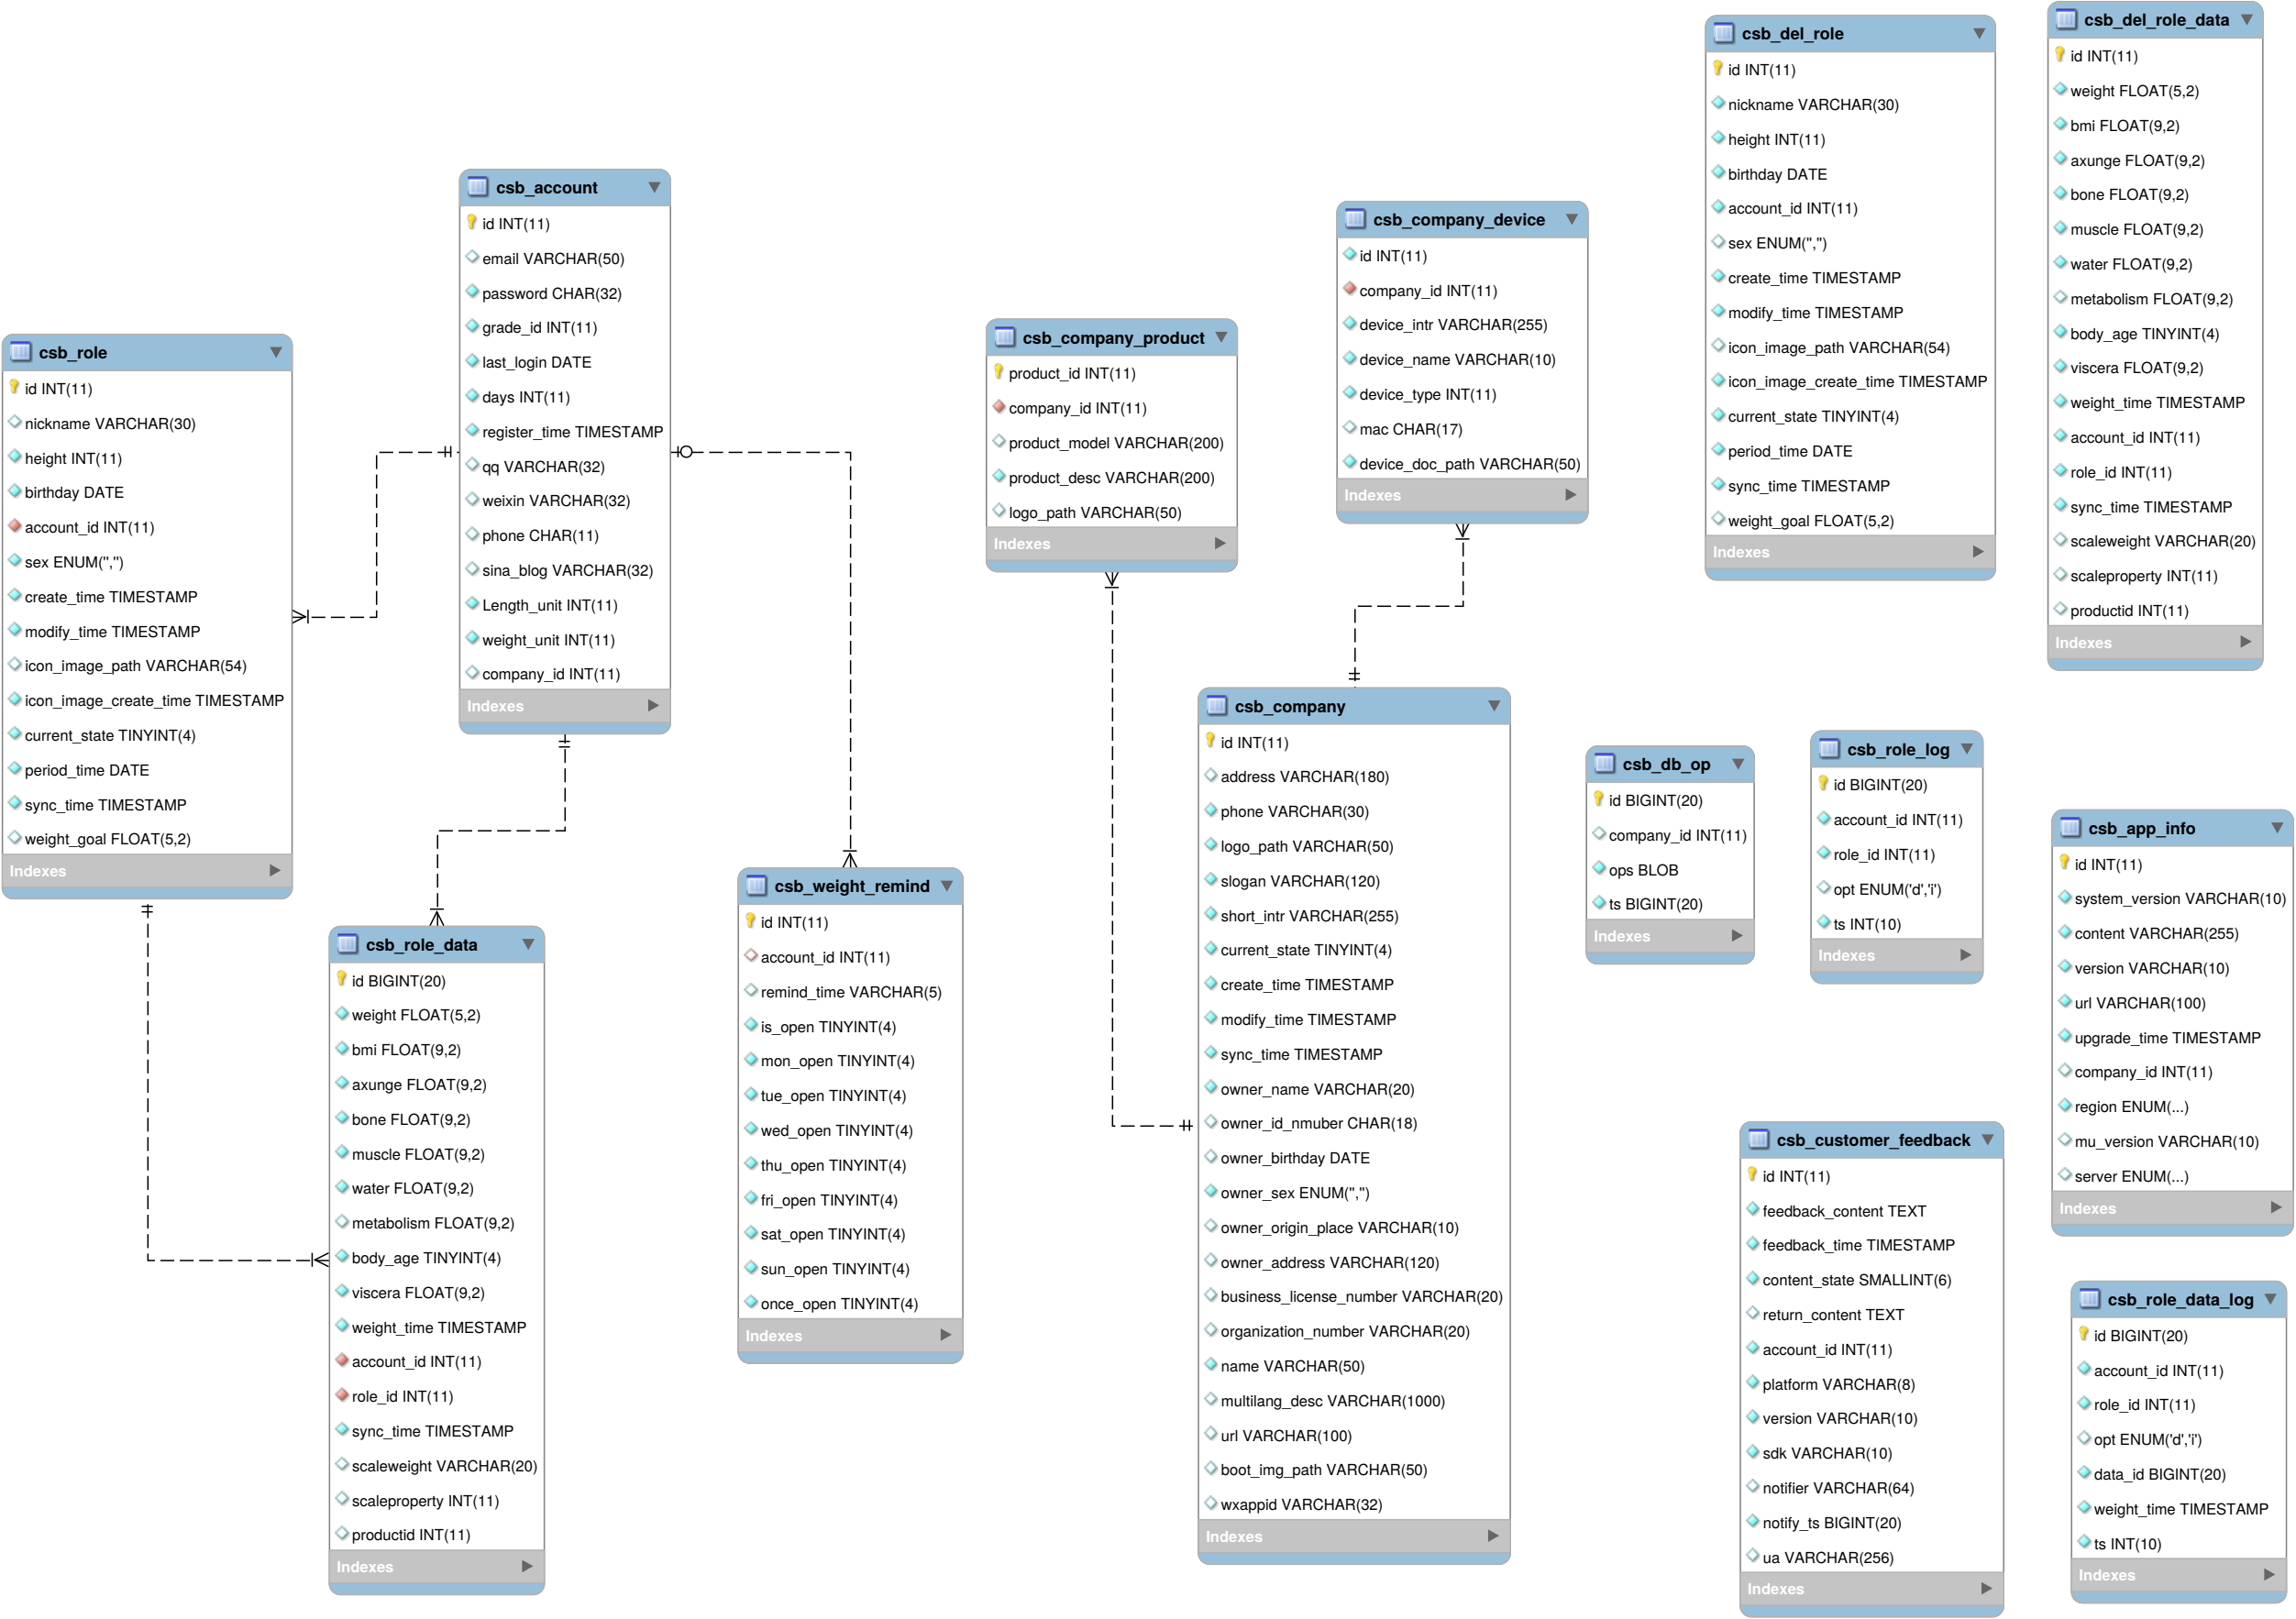 csb_role
id INT(11)
nickname VARCHAR(30)
height INT(11)
birthday DATE
account_id INT(11)
sex ENUM('','')
create_time TIMESTAMP
modify_time TIMESTAMP
icon_image_path VARCHAR(54)
icon_image_create_time TIMESTAMP
current_state TINYINT(4)
period_time DATE
sync_time TIMESTAMP
weight_goal FLOAT(5,2)
Indexes
csb_account
id INT(11)
email VARCHAR(50)
password CHAR(32)
grade_id INT(11)
last_login DATE
days INT(11)
register_time TIMESTAMP
qq VARCHAR(32)
weixin VARCHAR(32)
phone CHAR(11)
sina_blog VARCHAR(32)
Length_unit INT(11)
weight_unit INT(11)
company_id INT(11)
Indexes
csb_role_data
id BIGINT(20)
weight FLOAT(5,2)
bmi FLOAT(9,2)
axunge FLOAT(9,2)
bone FLOAT(9,2)
muscle FLOAT(9,2)
water FLOAT(9,2)
metabolism FLOAT(9,2)
body_age TINYINT(4)
viscera FLOAT(9,2)
weight_time TIMESTAMP
account_id INT(11)
role_id INT(11)
sync_time TIMESTAMP
scaleweight VARCHAR(20)
scaleproperty INT(11)
productid INT(11)
Indexes
csb_weight_remind
id INT(11)
account_id INT(11)
remind_time VARCHAR(5)
is_open TINYINT(4)
mon_open TINYINT(4)
tue_open TINYINT(4)
wed_open TINYINT(4)
thu_open TINYINT(4)
fri_open TINYINT(4)
sat_open TINYINT(4)
sun_open TINYINT(4)
once_open TINYINT(4)
Indexes
csb_company_product
product_id INT(11)
company_id INT(11)
product_model VARCHAR(200)
product_desc VARCHAR(200)
logo_path VARCHAR(50)
Indexes
csb_company_device
id INT(11)
company_id INT(11)
device_intr VARCHAR(255)
device_name VARCHAR(10)
device_type INT(11)
mac CHAR(17)
device_doc_path VARCHAR(50)
Indexes
csb_company
id INT(11)
address VARCHAR(180)
phone VARCHAR(30)
logo_path VARCHAR(50)
slogan VARCHAR(120)
short_intr VARCHAR(255)
current_state TINYINT(4)
create_time TIMESTAMP
modify_time TIMESTAMP
sync_time TIMESTAMP
owner_name VARCHAR(20)
owner_id_nmuber CHAR(18)
owner_birthday DATE
owner_sex ENUM('','')
owner_origin_place VARCHAR(10)
owner_address VARCHAR(120)
business_license_number VARCHAR(20)
organization_number VARCHAR(20)
name VARCHAR(50)
multilang_desc VARCHAR(1000)
url VARCHAR(100)
boot_img_path VARCHAR(50)
wxappid VARCHAR(32)
Indexes
csb_del_role
id INT(11)
nickname VARCHAR(30)
height INT(11)
birthday DATE
account_id INT(11)
sex ENUM('','')
create_time TIMESTAMP
modify_time TIMESTAMP
icon_image_path VARCHAR(54)
icon_image_create_time TIMESTAMP
current_state TINYINT(4)
period_time DATE
sync_time TIMESTAMP
weight_goal FLOAT(5,2)
Indexes
csb_del_role_data
id INT(11)
weight FLOAT(5,2)
bmi FLOAT(9,2)
axunge FLOAT(9,2)
bone FLOAT(9,2)
muscle FLOAT(9,2)
water FLOAT(9,2)
metabolism FLOAT(9,2)
body_age TINYINT(4)
viscera FLOAT(9,2)
weight_time TIMESTAMP
account_id INT(11)
role_id INT(11)
sync_time TIMESTAMP
scaleweight VARCHAR(20)
scaleproperty INT(11)
productid INT(11)
Indexes
csb_db_op
id BIGINT(20)
company_id INT(11)
ops BLOB
ts BIGINT(20)
Indexes
csb_role_log
id BIGINT(20)
account_id INT(11)
role_id INT(11)
opt ENUM('d','i')
ts INT(10)
Indexes
csb_app_info
id INT(11)
system_version VARCHAR(10)
content VARCHAR(255)
version VARCHAR(10)
url VARCHAR(100)
upgrade_time TIMESTAMP
company_id INT(11)
region ENUM(...)
mu_version VARCHAR(10)
server ENUM(...)
Indexes
csb_customer_feedback
id INT(11)
feedback_content TEXT
feedback_time TIMESTAMP
content_state SMALLINT(6)
return_content TEXT
account_id INT(11)
platform VARCHAR(8)
version VARCHAR(10)
sdk VARCHAR(10)
notifier VARCHAR(64)
notify_ts BIGINT(20)
ua VARCHAR(256)
Indexes
csb_role_data_log
id BIGINT(20)
account_id INT(11)
role_id INT(11)
opt ENUM('d','i')
data_id BIGINT(20)
weight_time TIMESTAMP
ts INT(10)
Indexes